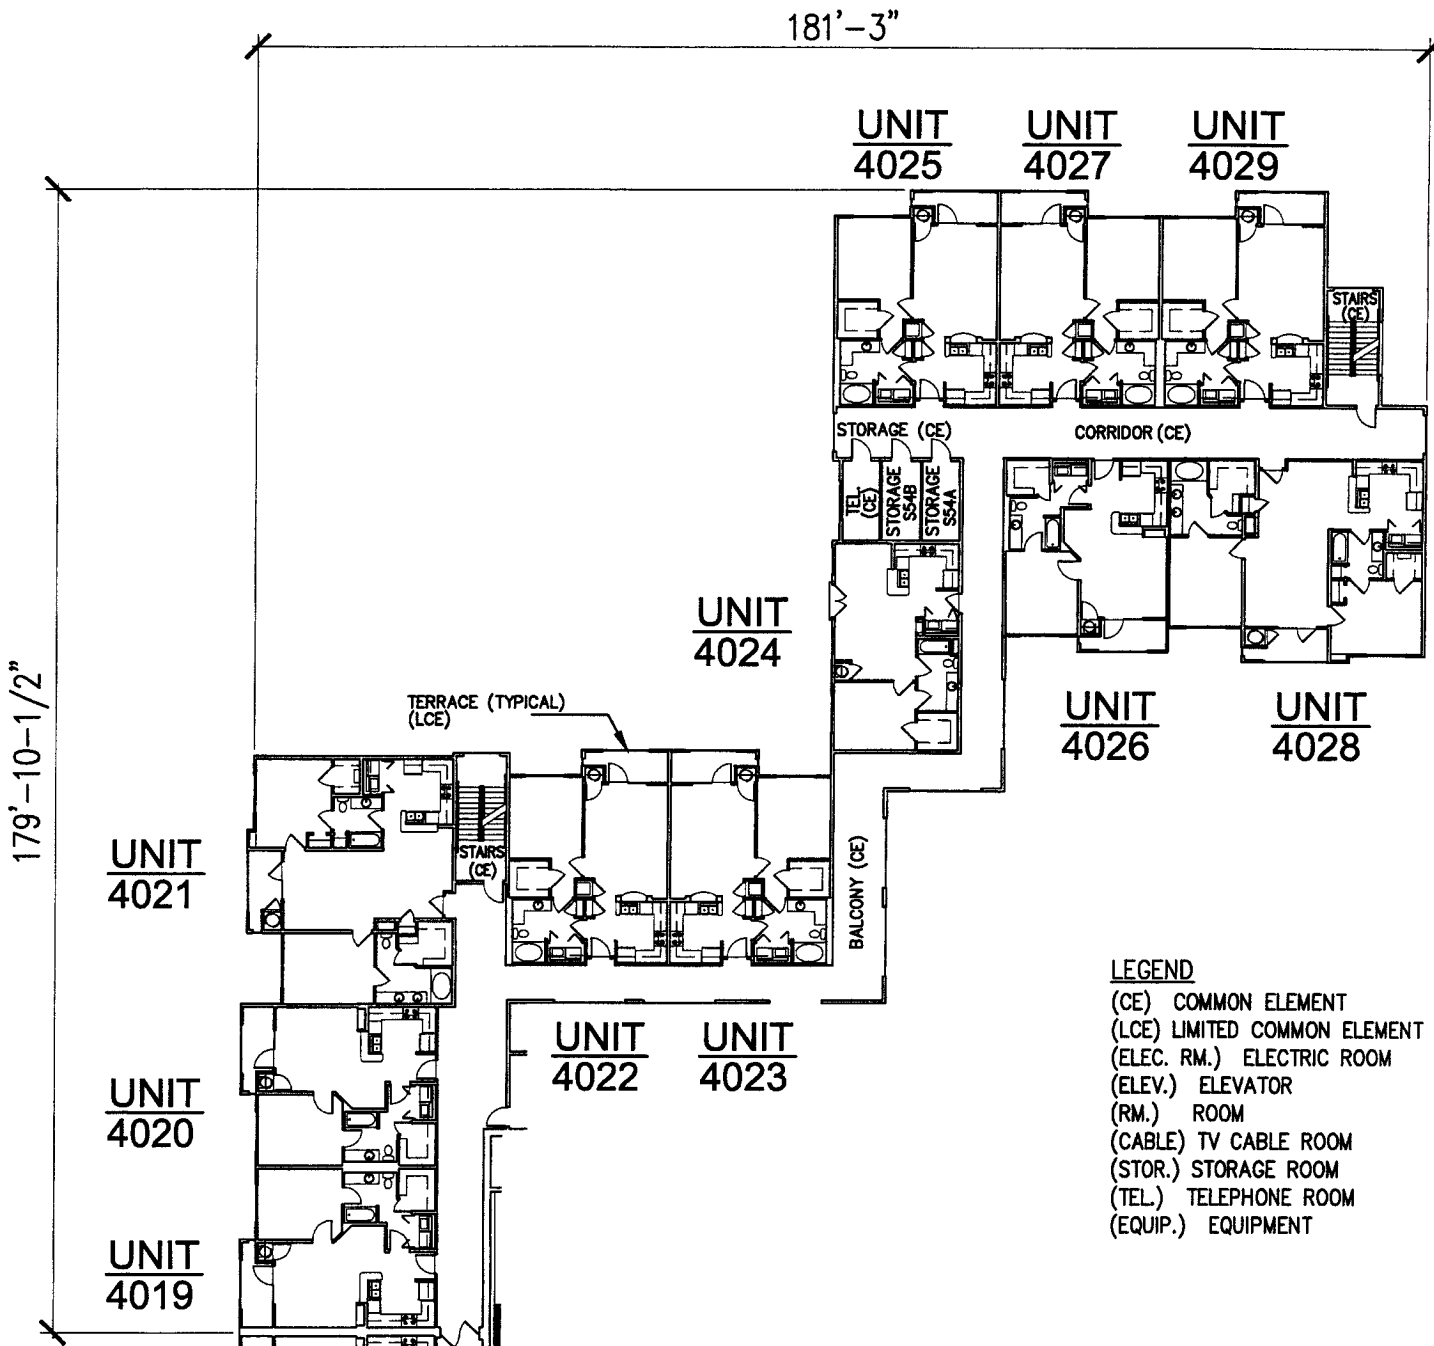 181'-3"
UNIT
4025
UNIT
4027
UNIT
4029
STAIRS
(CE)
STORAGE (CE)
CORRIDOR (CE)
TEL.
(CE)
STORAGE
S54B
STORAGE
S54A
UNIT
4024
179'-10-1/2"
TERRACE (TYPICAL)
(LCE)
UNIT
4026
UNIT
4028
UNIT
4021
STAIRS
(CE)
BALCONY (CE)
UNIT
4022
UNIT
4023
UNIT
4020
UNIT
4019
LEGEND
(CE) COMMON ELEMENT
(LCE) LIMITED COMMON ELEMENT
(ELEC. RM.) ELECTRIC ROOM
(ELEV.) ELEVATOR
(RM.) ROOM
(CABLE) TV CABLE ROOM
(STOR.) STORAGE ROOM
(TEL.) TELEPHONE ROOM
(EQUIP.) EQUIPMENT